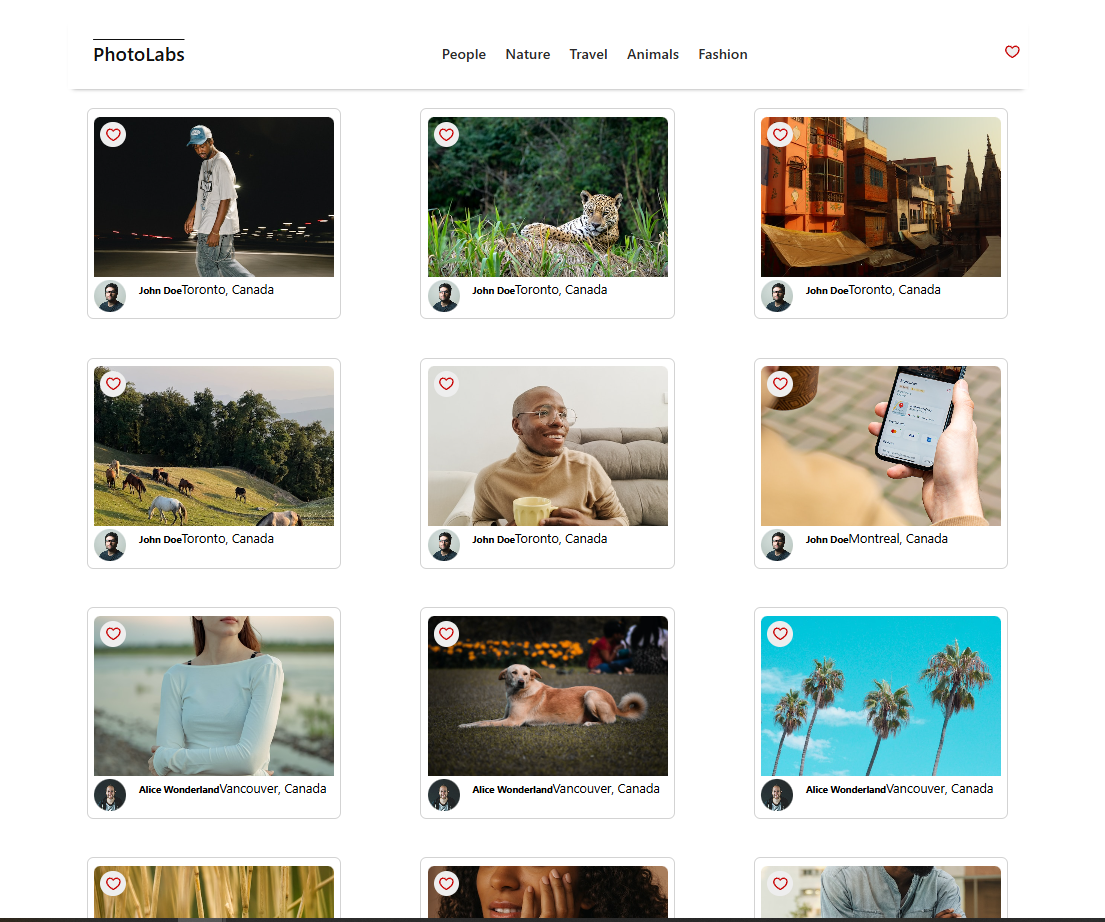 PhotoLabs
People Nature Travel Animals Fashion
John DoeToronto, Canada
John DoeToronto, Canada
John DoeToronto, Canada
John DoeToronto, Canada
John DoeToronto, Canada
John DoeMontreal, Canada
Alice WonderlandVancouver, Canada
Alice WonderlandVancouver, Canada
Alice WonderlandVancouver, Canada